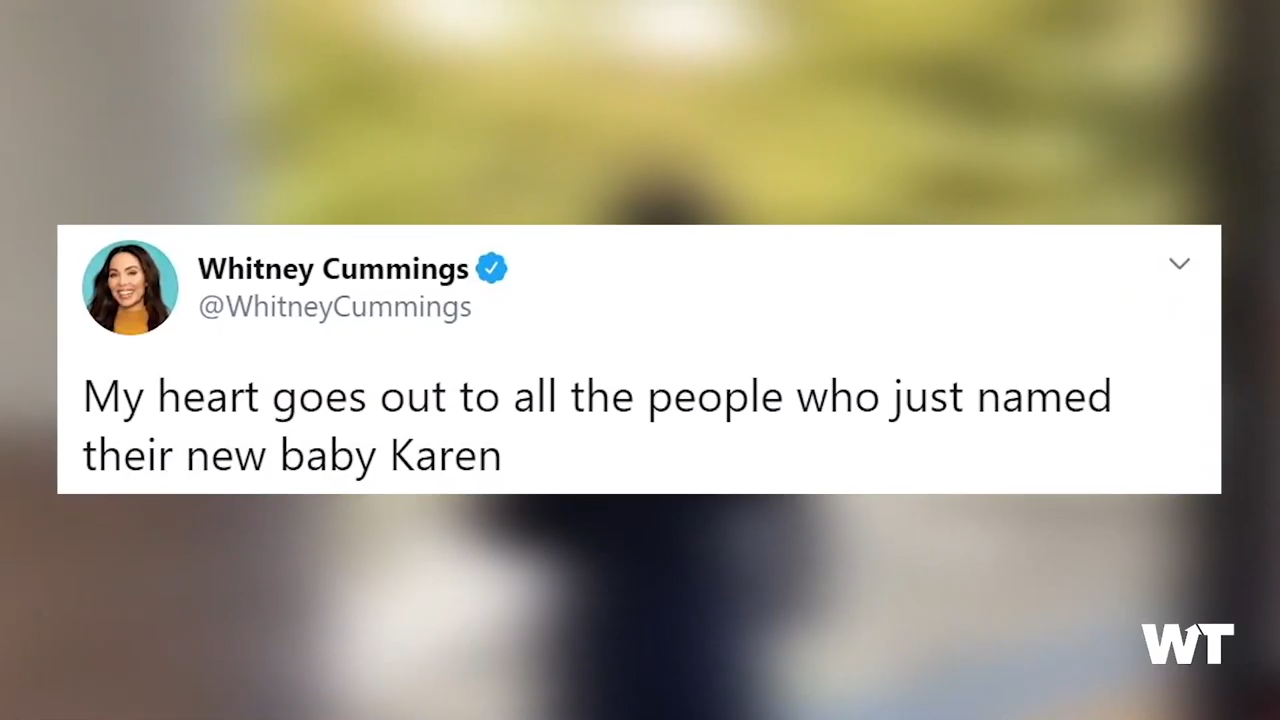 Whitney Cummings
@WhitneyCummings
My heart goes out to all the people who just named
their new baby Karen
WT